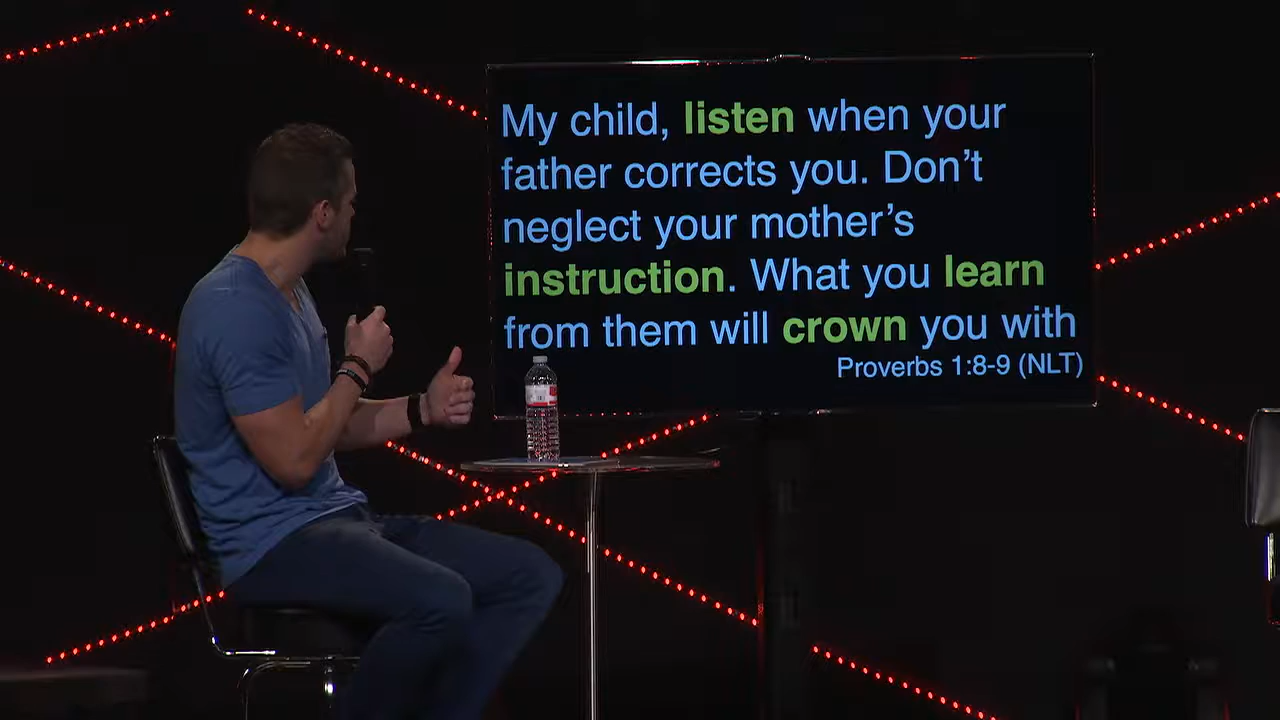 My child, listen when your
father corrects you. Don’t
neglect your mother’s
instruction. What you learn
from them will crown you with
Proverbs 1:8-9 (NLT)